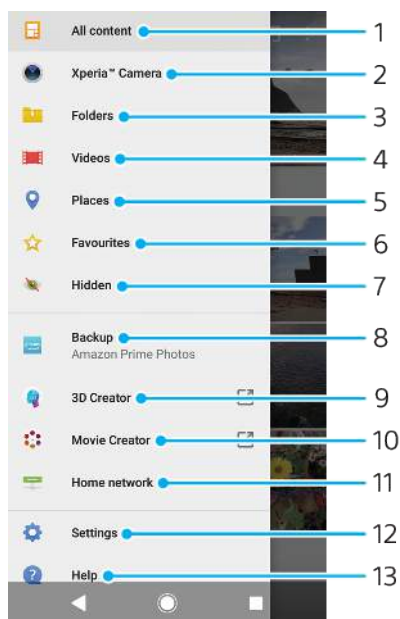 All content 1
Xperia™ Camera 2
Folders 3
Videos 4
Places 5
Favourites 6
Hidden 7
Backup 8
Amazon Prime Photos
3D Creator 9
Movie Creator 10
Home network 11
Settings 12
? Help 13